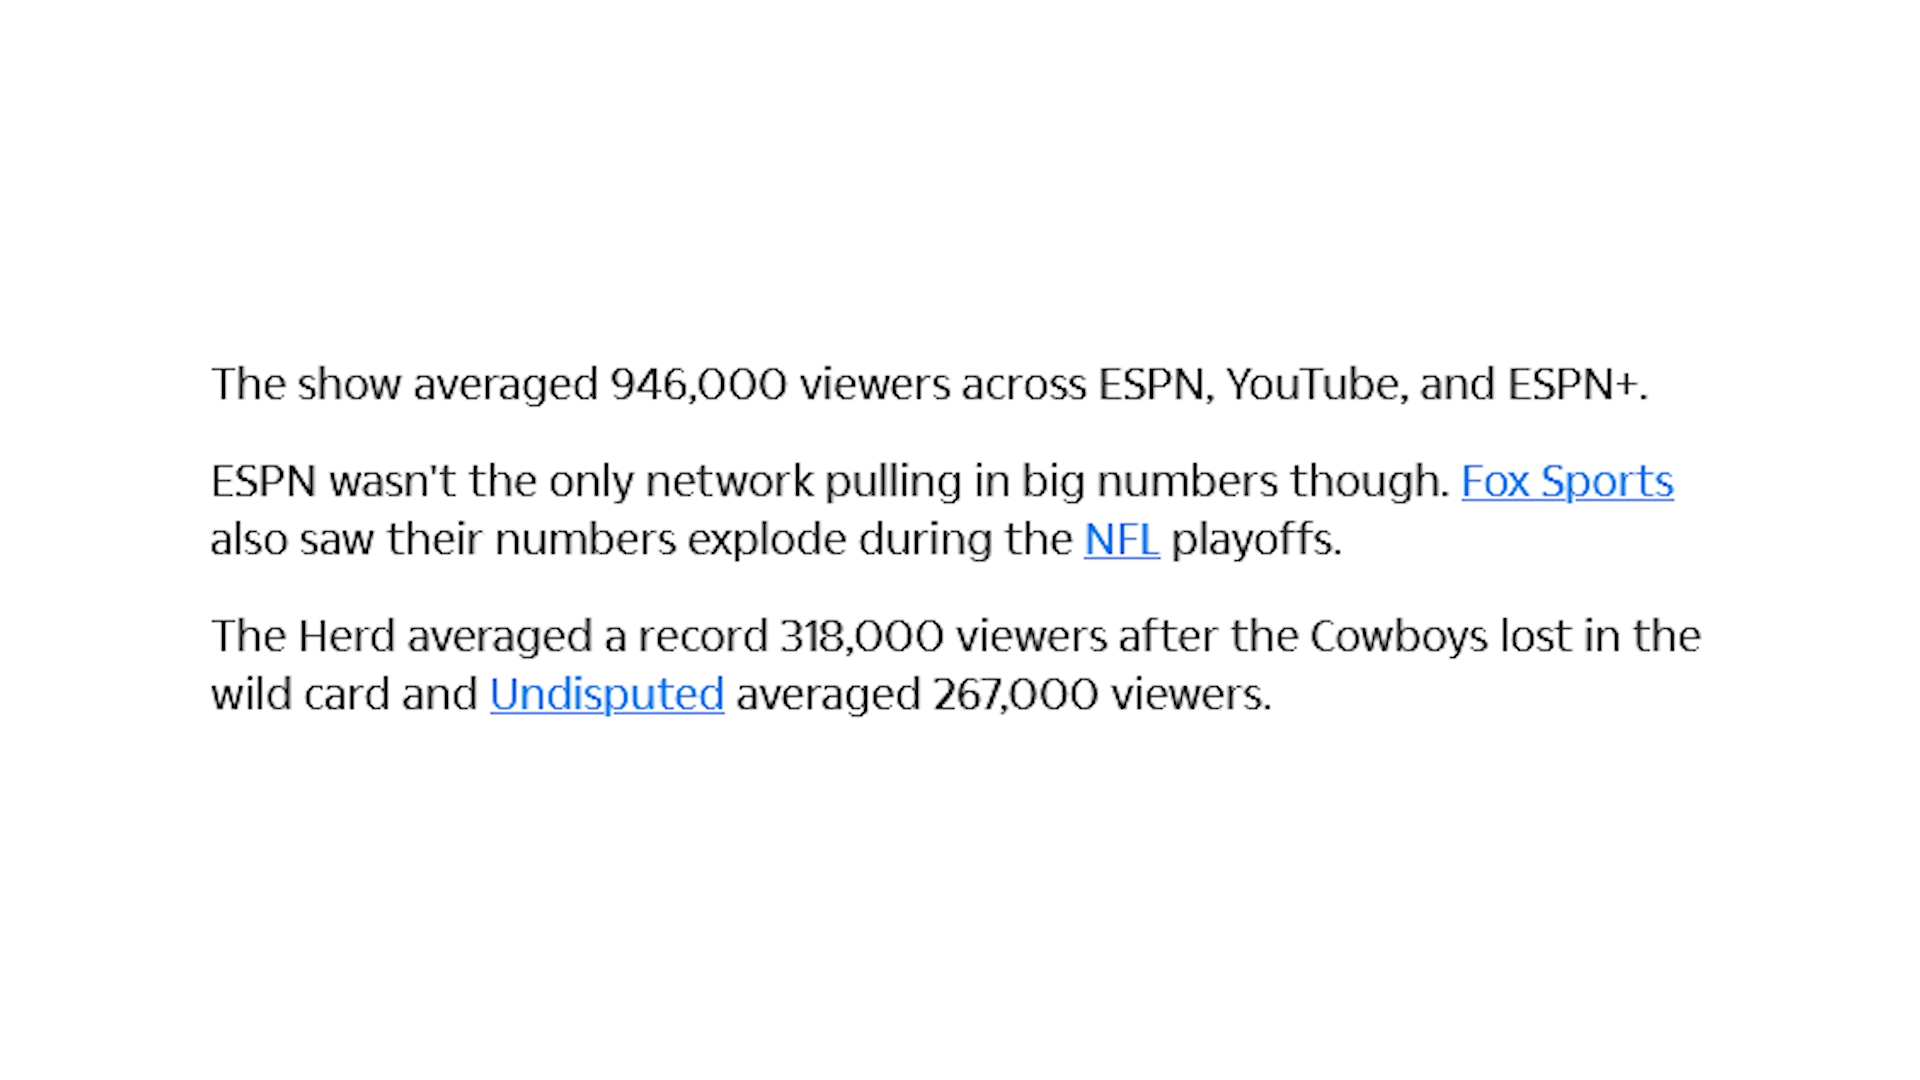 The show averaged 946,000 viewers across ESPN, YouTube, and ESPN+.
ESPN wasn't the only network pulling in big numbers though. Fox Sports
also saw their numbers explode during the NFL playoffs.
The Herd averaged a record 318,000 viewers after the Cowboys lost in the
wild card and Undisputed averaged 267,000 viewers.